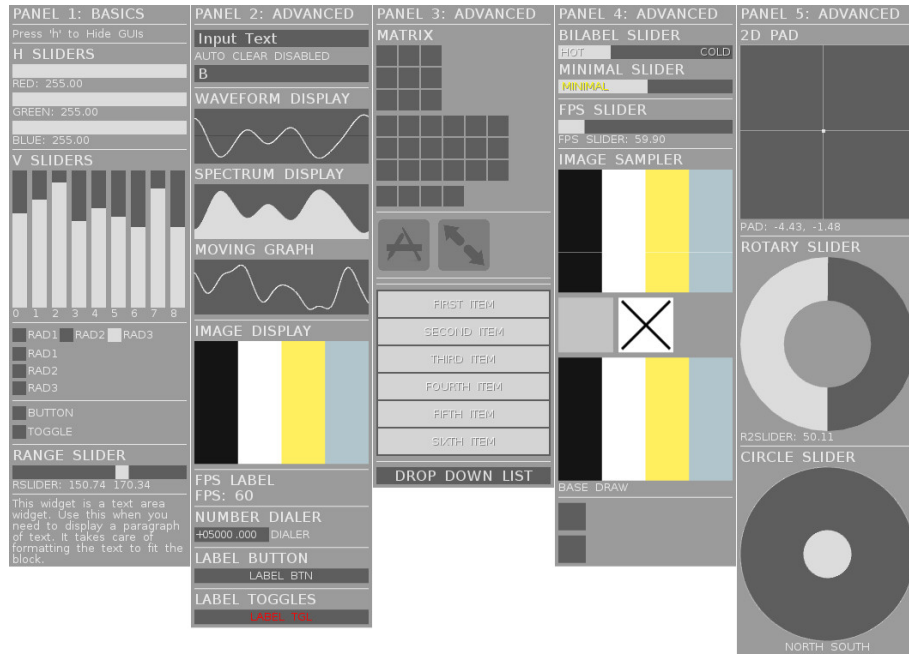 PANEL 1: BASICS
Press 'h' to Hide GUIs
H SLIDERS
RED: 255.00
GREEN: 255.00
BLUE: 255.00
V SLIDERS
0 1 2 3 4 5 6 7 8
RAD1 RAD2 RAD3
RAD1
RAD2
RAD3
BUTTON
TOGGLE
RANGE SLIDER
RSLIDER: 150.74 170.34
This widget is a text area
widget. Use this when you
need to display a paragraph
of text. It takes care of
formatting the text to fit the
block.
PANEL 2: ADVANCED
Input Text
AUTO CLEAR DISABLED
B
WAVEFORM DISPLAY
SPECTRUM DISPLAY
MOVING GRAPH
IMAGE DISPLAY
FPS LABEL
FPS: 60
NUMBER DIALER
+05000.000 DIALER
LABEL BUTTON
LABEL BTN
LABEL TOGGLES
LABEL TGL
PANEL 3: ADVANCED
MATRIX
FIRST ITEM
SECOND ITEM
THIRD ITEM
FOURTH ITEM
FIFTH ITEM
SIXTH ITEM
DROP DOWN LIST
PANEL 4: ADVANCED
BILABEL SLIDER
HOT COLD
MINIMAL SLIDER
MINIMAL
FPS SLIDER
FPS SLIDER: 59.90
IMAGE SAMPLER
BASE DRAW
PANEL 5: ADVANCED
2D PAD
PAD: -4.43, -1.48
ROTARY SLIDER
R2SLIDER: 50.11
CIRCLE SLIDER
NORTH SOUTH